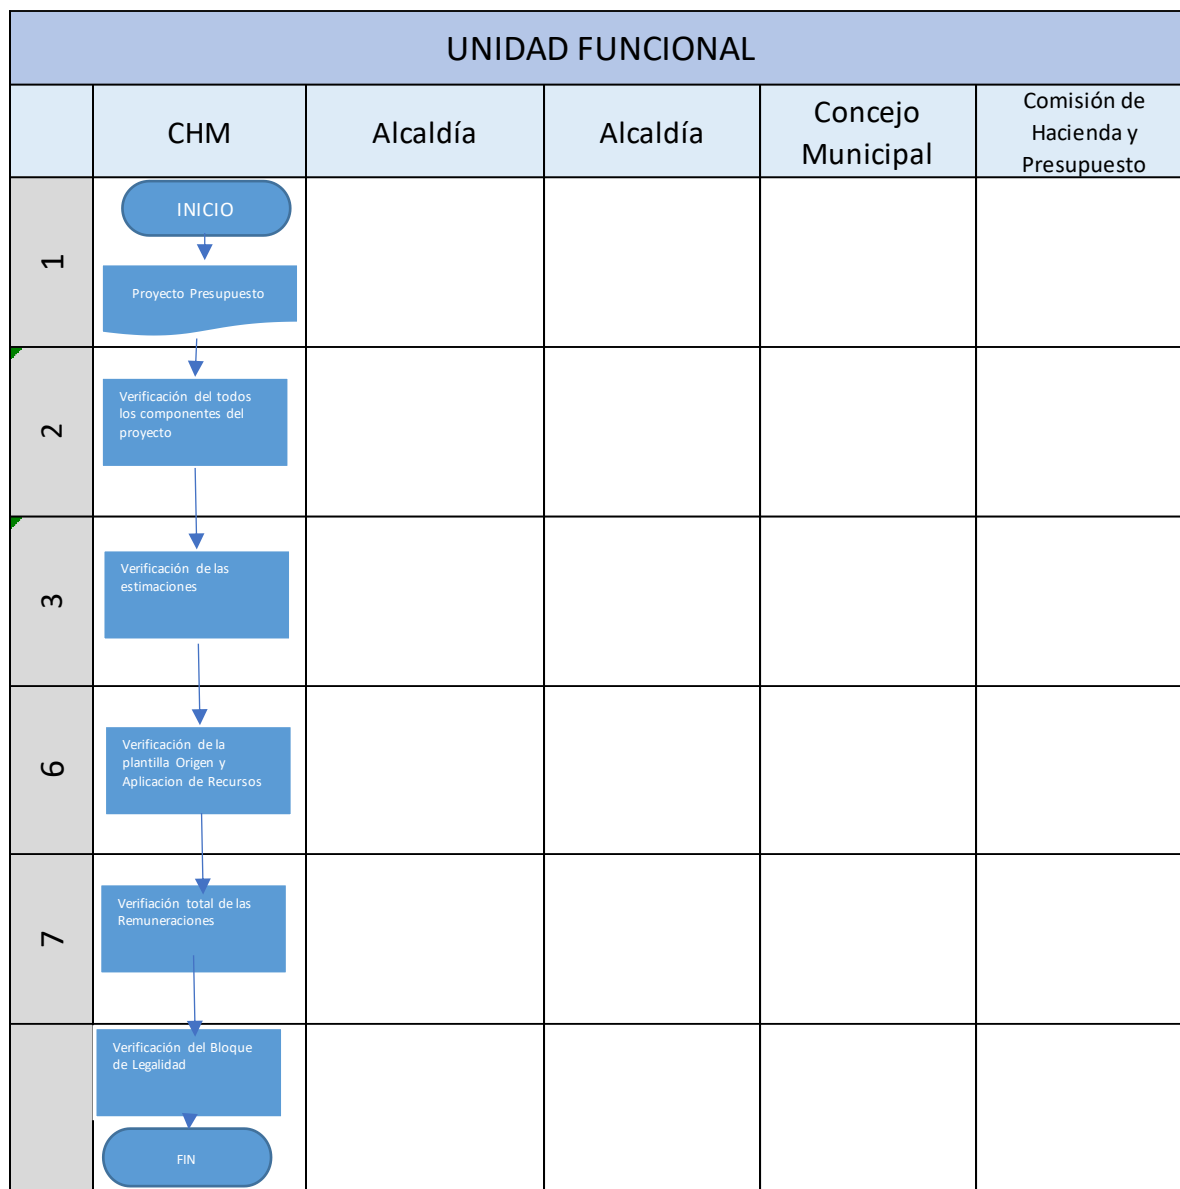 UNIDAD FUNCIONAL
CHM
Alcaldía
Alcaldía
Concejo
Municipal
Comisión de
Hacienda y
Presupuesto
1
INICIO
Proyecto Presupuesto
2
Verificación del todos
los componentes del
proyecto
3
Verificación de las
estimaciones
6
Verificación de la
plantilla Origen y
Aplicacion de Recursos
7
Verifiación total de las
Remuneraciones
Verificación del Bloque
de Legalidad
FIN